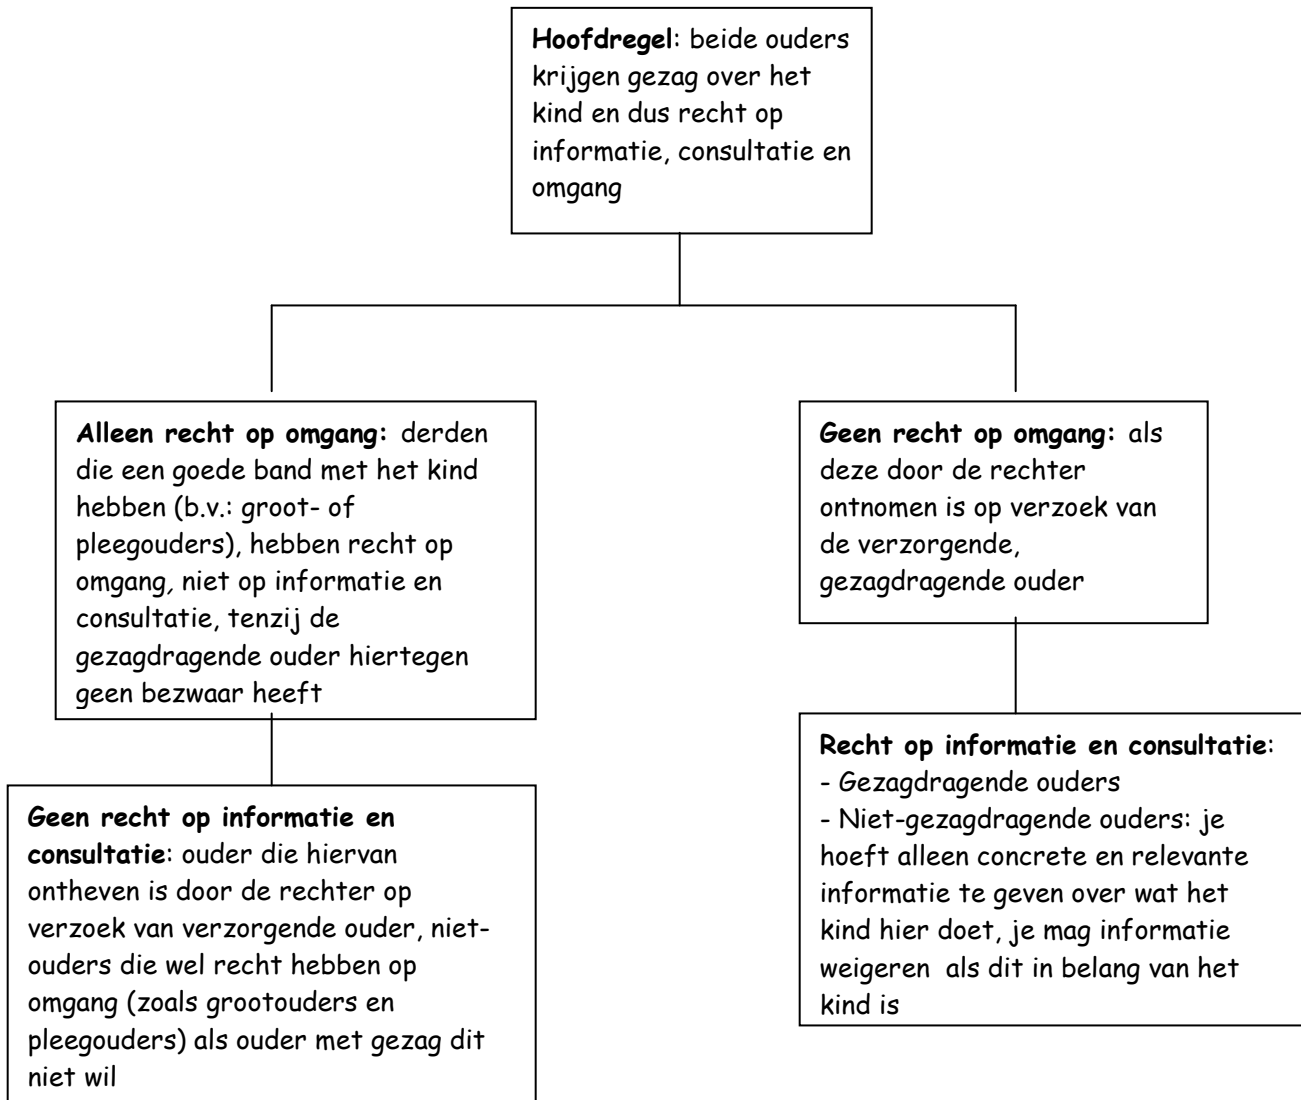 Hoofdregel: beide ouders
krijgen gezag over het
kind en dus recht op
informatie, consultatie en
omgang
Alleen recht op omgang: derden
die een goede band met het kind
hebben (b.v.: groot- of
pleegouders), hebben recht op
omgang, niet op informatie en
consultatie, tenzij de
gezagdragende ouder hiertegen
geen bezwaar heeft
Geen recht op omgang: als
deze door de rechter
ontnomen is op verzoek van
de verzorgende,
gezagdragende ouder
Geen recht op informatie en
consultatie: ouder die hiervan
ontheven is door de rechter op
verzoek van verzorgende ouder, niet-
ouders die wel recht hebben op
omgang (zoals grootouders en
pleegouders) als ouder met gezag dit
niet wil
Recht op informatie en consultatie:
- Gezagdragende ouders
- Niet-gezagdragende ouders: je
hoeft alleen concrete en relevante
informatie te geven over wat het
kind hier doet, je mag informatie
weigeren als dit in belang van het
kind is